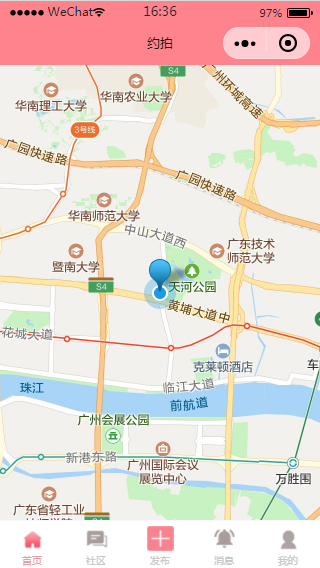 WeChat
16:36
97%
约拍
S4
广州环城高速
华南农业大学
华南理工大学
3号线
广园快速路
广园快速路
华南师范大学
中山大道西
广东技术
师范大学
暨南大学
天河公园
S4
黄埔大道中
花城大道
克莱顿酒店
车
临江大道
珠江
前航道
广州会展公园
新港东路
广州国际会议
展览中心
万胜围
广东省轻工业
S4
首页
社区
发布
消息
我的